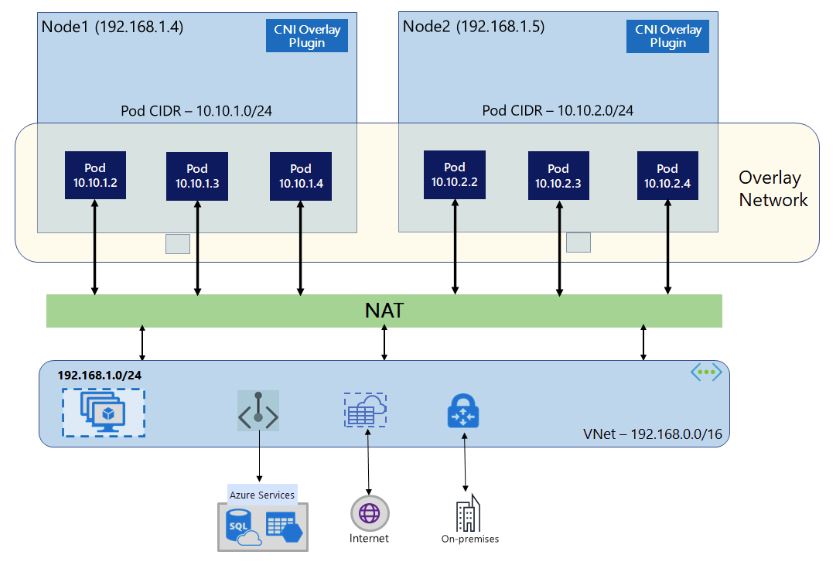 Node1 (192.168.1.4)
CNI Overlay
Plugin
Node2 (192.168.1.5)
CNI Overlay
Plugin
Pod CIDR – 10.10.1.0/24
Pod CIDR – 10.10.2.0/24
Pod
10.10.1.2
Pod
10.10.1.3
Pod
10.10.1.4
Pod
10.10.2.2
Pod
10.10.2.3
Pod
10.10.2.4
Overlay
Network
NAT
192.168.1.0/24
VNet – 192.168.0.0/16
Azure Services
SQL
Internet
On-premises